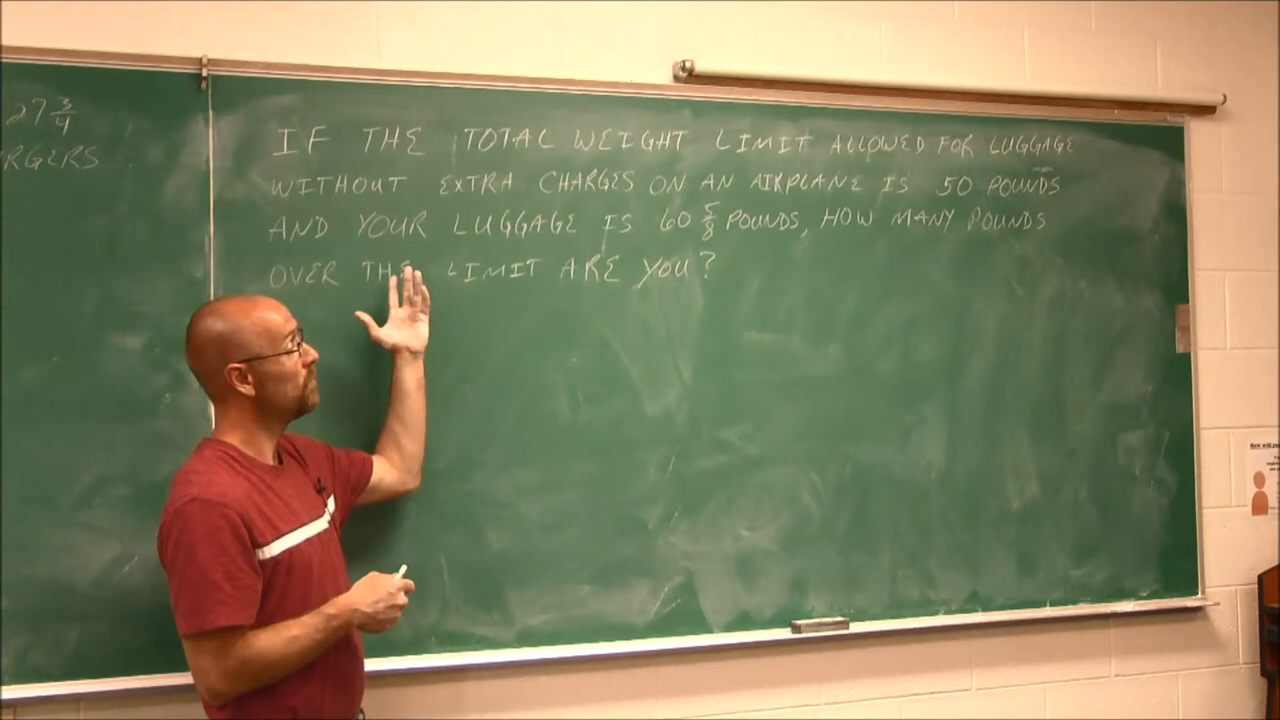 27 3/4
RGERS
IF THE TOTAL WEIGHT LIMIT ALLOWED FOR LUGGAGE
WITHOUT EXTRA CHARGES ON AN AIRPLANE IS 50 POUNDS
AND YOUR LUGGAGE IS 60 5/8 POUNDS, HOW MANY POUNDS
OVER THE LIMIT ARE YOU?